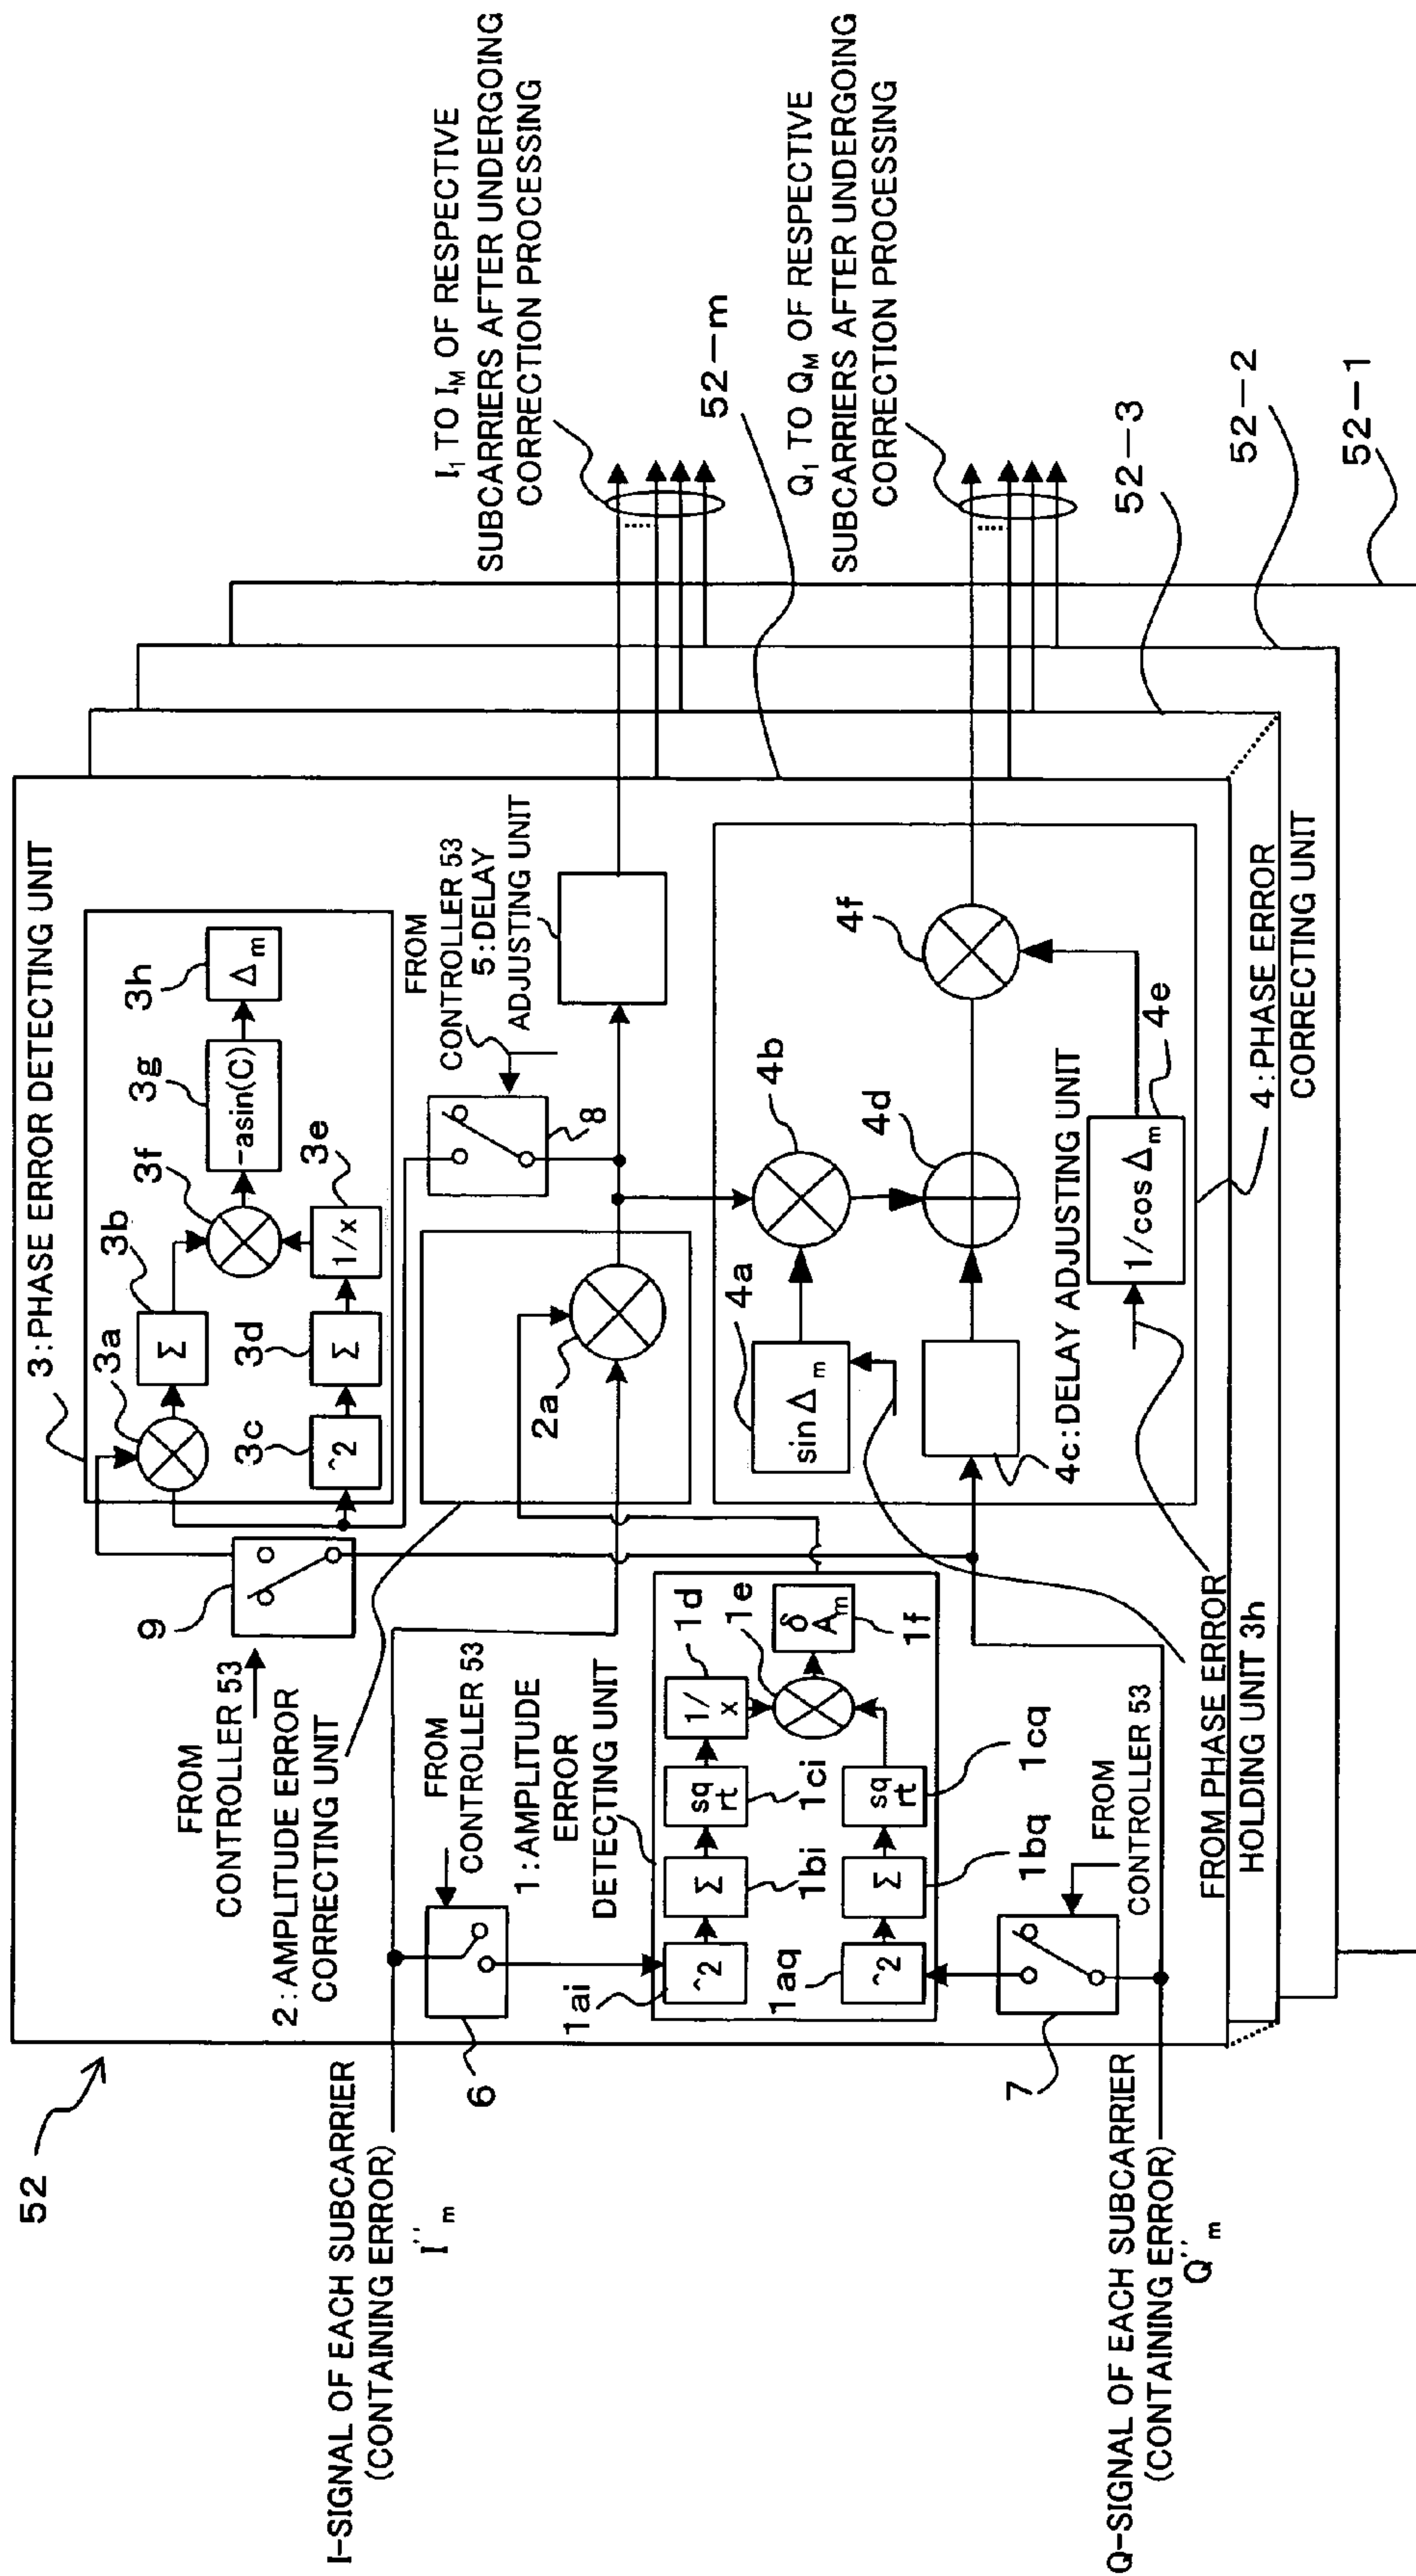 52
I-SIGNAL OF EACH SUBCARRIER
(CONTAINING ERROR)
I''m
FROM
CONTROLLER 53
9
2:AMPLITUDE ERROR
CORRECTING UNIT
3:PHASE ERROR DETECTING UNIT
3a
3b
Σ
3c
^2
3d
Σ
3e
1/x
3f
3g
-asin(C)
3h
Δm
FROM
CONTROLLER 53
5:DELAY
ADJUSTING UNIT
8
2a
I1 TO IM OF RESPECTIVE
SUBCARRIERS AFTER UNDERGOING
CORRECTION PROCESSING
52-m
FROM
CONTROLLER 53
6
1:AMPLITUDE
ERROR
DETECTING UNIT
1ai
^2
1bi
Σ
1ci
sq
rt
1d
1/
x
1e
δ
Am
1f
1aq
^2
1bq
Σ
1cq
sq
rt
7
FROM
CONTROLLER 53
Q-SIGNAL OF EACH SUBCARRIER
(CONTAINING ERROR)
Q''m
4a
sinΔm
4b
4c:DELAY ADJUSTING UNIT
4d
4e
1/cosΔm
4f
FROM PHASE ERROR
HOLDING UNIT 3h
4:PHASE ERROR
CORRECTING UNIT
Q1 TO QM OF RESPECTIVE
SUBCARRIERS AFTER UNDERGOING
CORRECTION PROCESSING
52-3
52-2
52-1